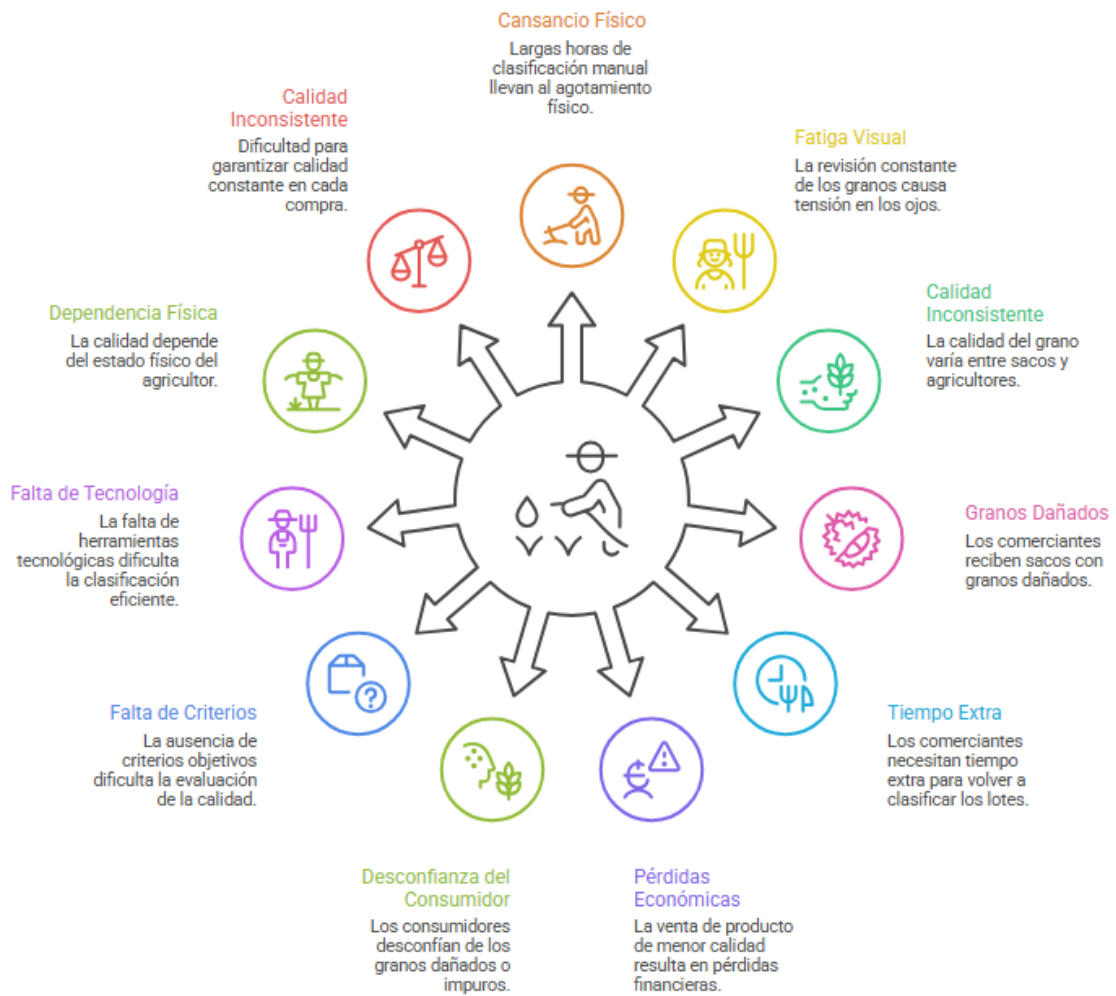 Cansancio Físico
Largas horas de
clasificación manual
llevan al agotamiento
físico.
Fatiga Visual
La revisión constante
de los granos causa
tensión en los ojos.
Calidad
Inconsistente
La calidad del grano
varía entre sacos y
agricultores.
Granos Dañados
Los comerciantes
reciben sacos con
granos dañados.
Tiempo Extra
Los comerciantes
necesitan tiempo
extra para volver a
clasificar los lotes.
Pérdidas
Económicas
La venta de producto
de menor calidad
resulta en pérdidas
financieras.
Desconfianza del
Consumidor
Los consumidores
desconfían de los
granos dañados o
impuros.
Falta de Criterios
La ausencia de
criterios objetivos
dificulta la evaluación
de la calidad.
Falta de Tecnología
La falta de
herramientas
tecnológicas dificulta
la clasificación
eficiente.
Dependencia Física
La calidad depende
del estado físico del
agricultor.
Calidad
Inconsistente
Dificultad para
garantizar calidad
constante en cada
compra.
?